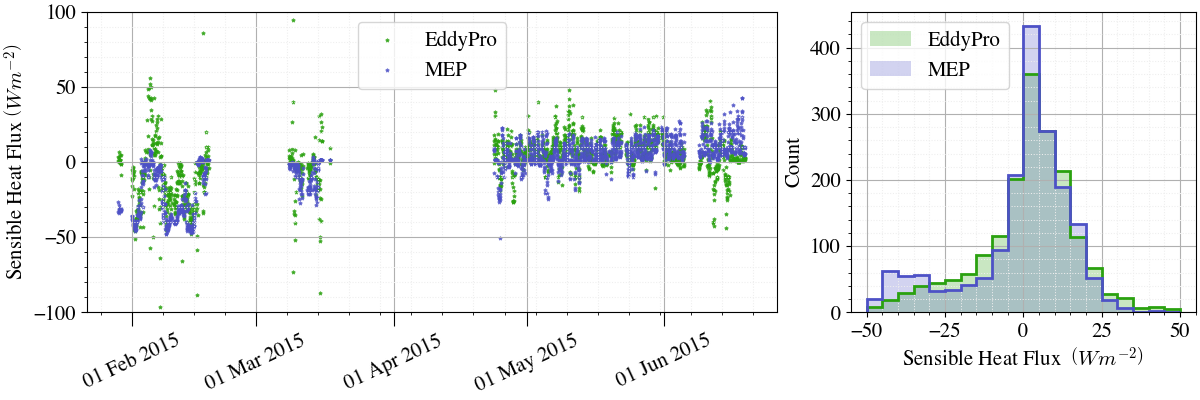 Sensible Heat Flux (Wm⁻²)
100
50
0
−50
−100
EddyPro
MEP
01 Feb 2015
01 Mar 2015
01 Apr 2015
01 May 2015
01 Jun 2015
Count
400
300
200
100
0
EddyPro
MEP
−50
−25
0
25
50
Sensible Heat Flux (Wm⁻²)